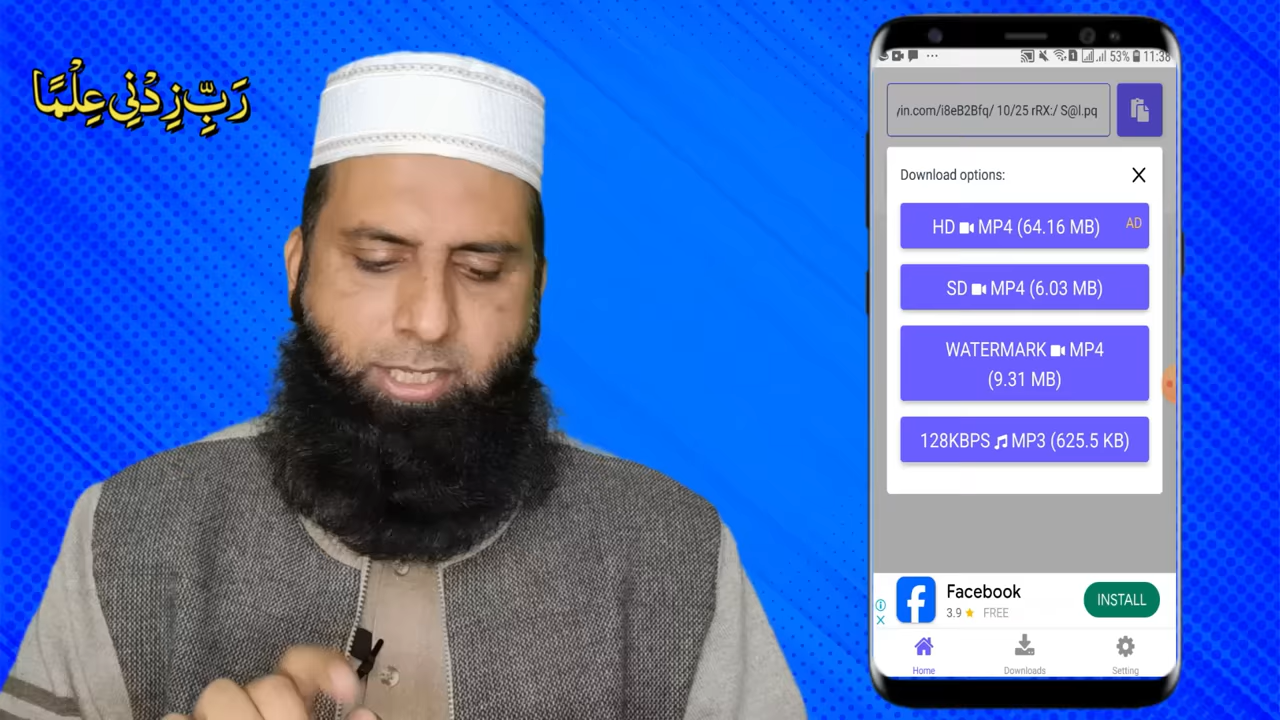 رَبِّ زِدْنِي عِلْمًا
53% 11:38
/in.com/i8eB2Bfq/ 10/25 rRX:/ S@l.pq
Download options:
HD MP4 (64.16 MB) AD
SD MP4 (6.03 MB)
WATERMARK MP4
(9.31 MB)
128KBPS MP3 (625.5 KB)
Facebook
3.9 FREE
INSTALL
Home Downloads Setting